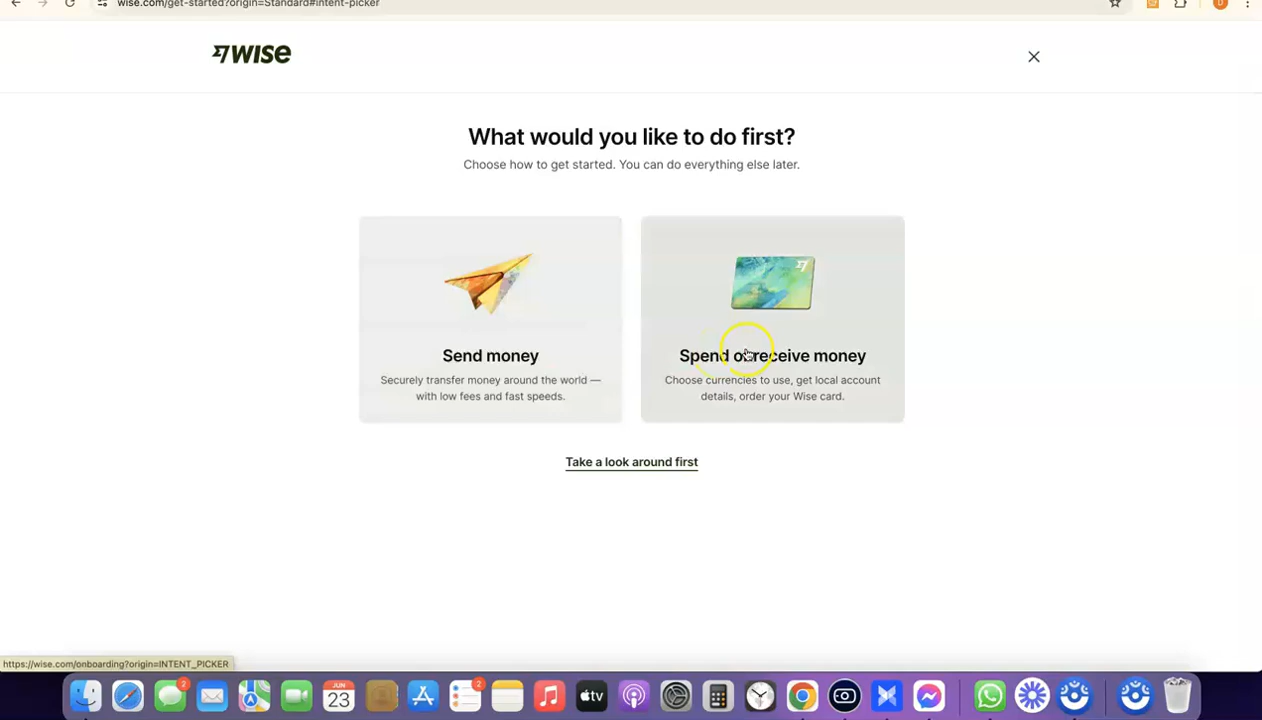 wise.com/get-started?origin=Standard#intent-picker
WISE
What would you like to do first?
Choose how to get started. You can do everything else later.
Send money
Securely transfer money around the world —
with low fees and fast speeds.
Spend or receive money
Choose currencies to use, get local account
details, order your Wise card.
Take a look around first
https://wise.com/onboarding?origin=INTENT_PICKER
2
JUN
23
2
tv